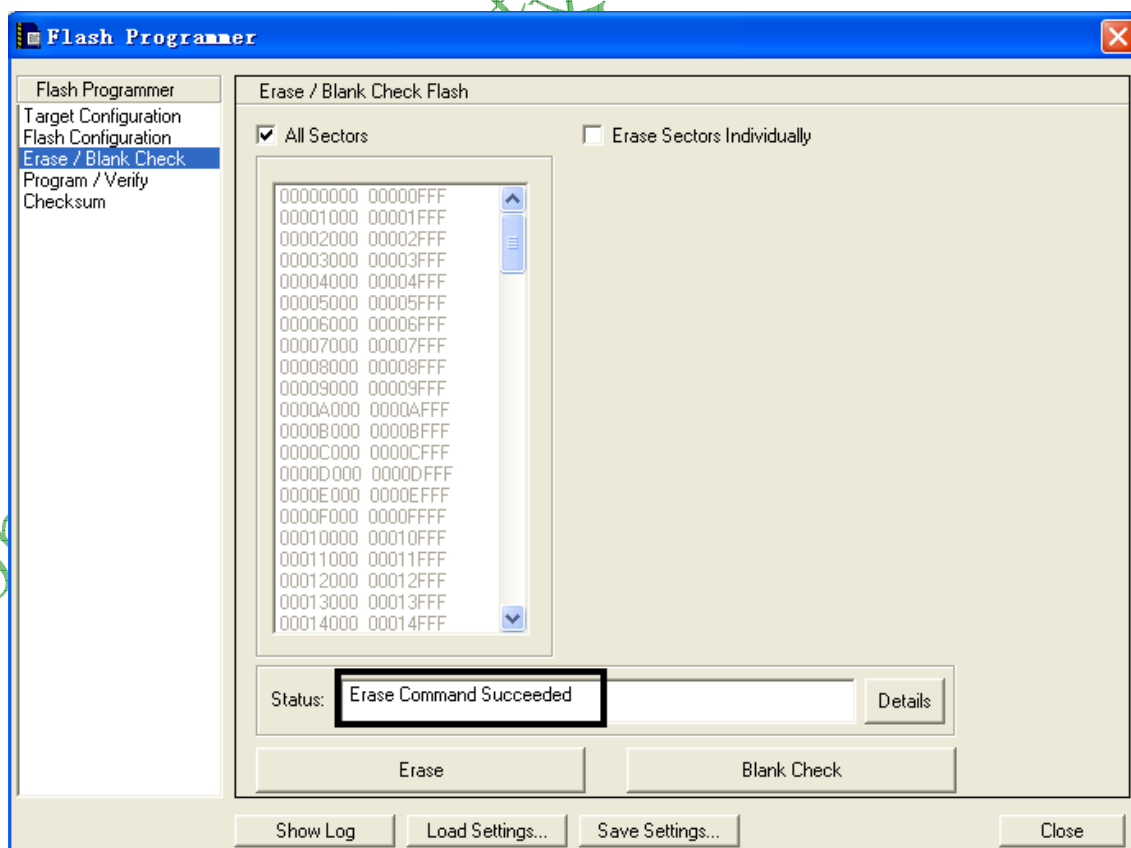 Flash Programmer
Flash Programmer
Target Configuration
Flash Configuration
Erase / Blank Check
Program / Verify
Checksum
Erase / Blank Check Flash
All Sectors
Erase Sectors Individually
00000000 00000FFF
00001000 00001FFF
00002000 00002FFF
00003000 00003FFF
00004000 00004FFF
00005000 00005FFF
00006000 00006FFF
00007000 00007FFF
00008000 00008FFF
00009000 00009FFF
0000A000 0000AFFF
0000B000 0000BFFF
0000C000 0000CFFF
0000D000 0000DFFF
0000E000 0000EFFF
0000F000 0000FFFF
00010000 00010FFF
00011000 00011FFF
00012000 00012FFF
00013000 00013FFF
00014000 00014FFF
Status: Erase Command Succeeded
Details
Erase
Blank Check
Show Log
Load Settings...
Save Settings...
Close